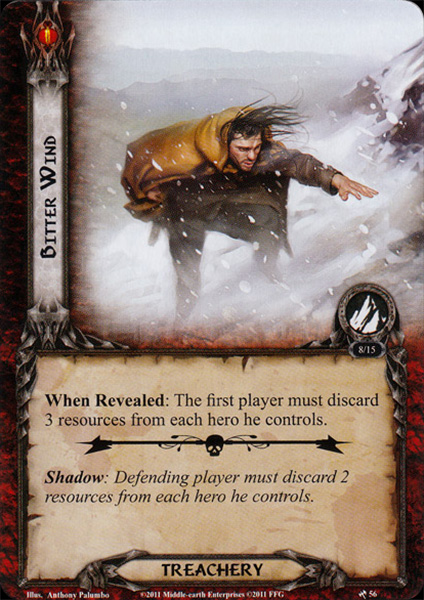 BITTER WIND
8/15
When Revealed: The first player must discard
3 resources from each hero he controls.
Shadow: Defending player must discard 2
resources from each hero he controls.
TREACHERY
Illus. Anthony Palumbo
©2011 Middle-earth Enterprises ©2011 FFG
56